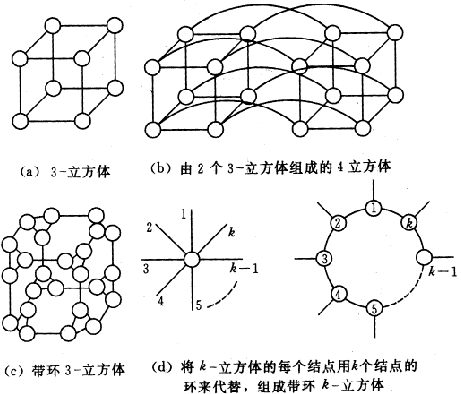 (a) 3-立方体
(b) 由2个3-立方体组成的4立方体
1
2
3
4
5
k
k-1
1
2
3
4
5
k
k-1
(c) 带环3-立方体
(d) 将k-立方体的每个结点用k个结点的
环来代替,组成带环k-立方体